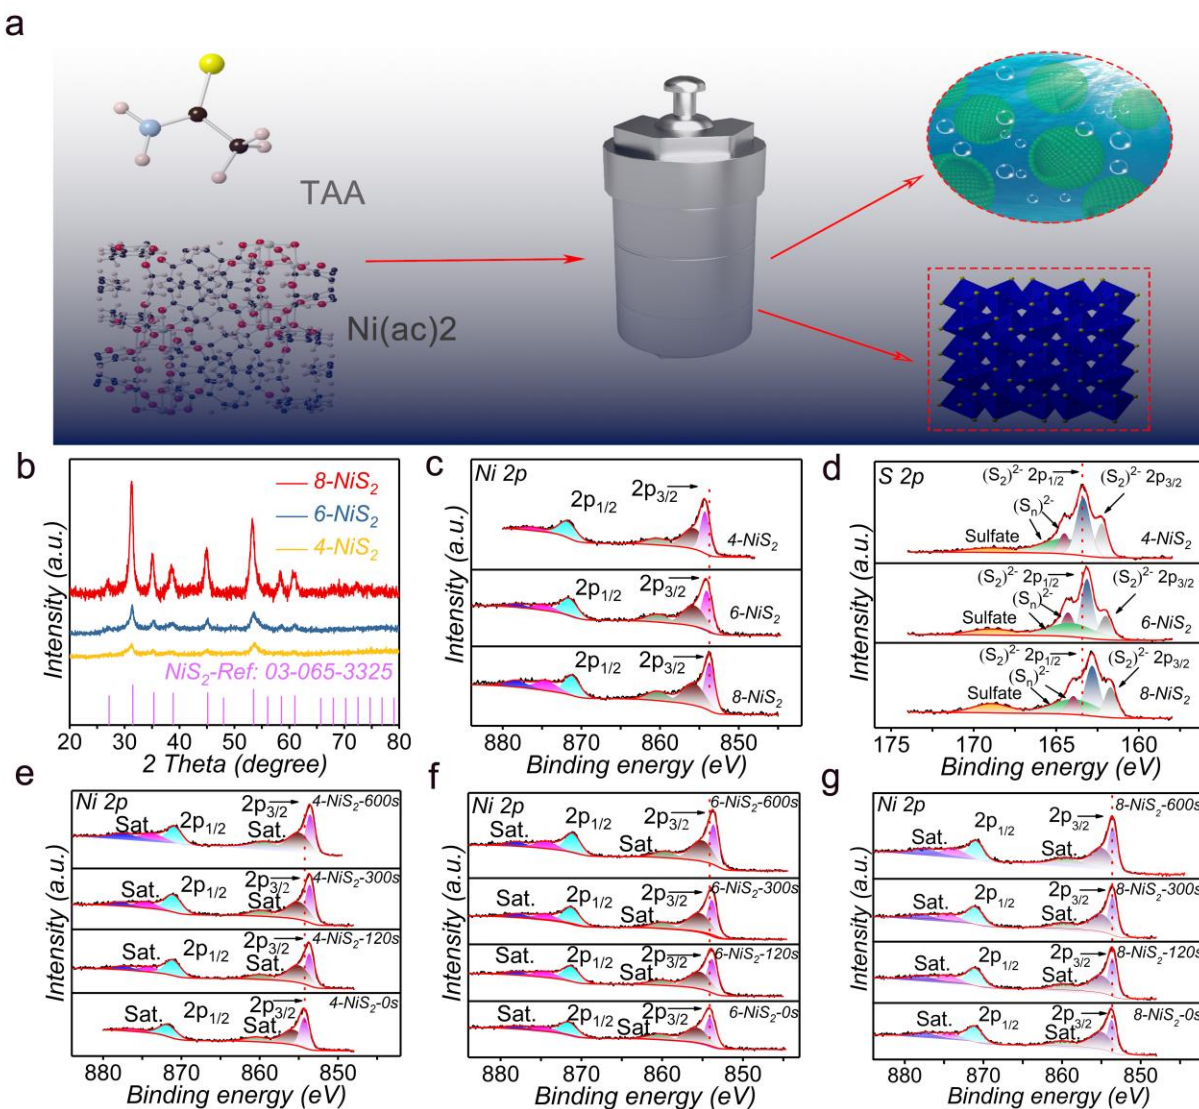 a
TAA
Ni(ac)2
b
8-NiS2
6-NiS2
4-NiS2
NiS2-Ref: 03-065-3325
Intensity (a.u.)
20 30 40 50 60 70 80
2 Theta (degree)
c
Ni 2p
2p1/2
2p3/2
4-NiS2
2p1/2
2p3/2
6-NiS2
2p1/2
2p3/2
8-NiS2
Intensity (a.u.)
880 870 860 850
Binding energy (eV)
d
S 2p
(S2)2- 2p1/2
(S2)2- 2p3/2
(Sn)2-
Sulfate
4-NiS2
(S2)2- 2p1/2
(S2)2- 2p3/2
(Sn)2-
Sulfate
6-NiS2
(S2)2- 2p1/2
(S2)2- 2p3/2
(Sn)2-
Sulfate
8-NiS2
Intensity (a.u.)
175 170 165 160
Binding energy (eV)
e
Ni 2p
4-NiS2-600s
2p3/2
2p1/2
Sat.
Sat.
4-NiS2-300s
2p3/2
2p1/2
Sat.
Sat.
4-NiS2-120s
2p3/2
2p1/2
Sat.
Sat.
4-NiS2-0s
2p3/2
2p1/2
Sat.
Sat.
Intensity (a.u.)
880 870 860 850
Binding energy (eV)
f
Ni 2p
6-NiS2-600s
2p3/2
2p1/2
Sat.
Sat.
6-NiS2-300s
2p3/2
2p1/2
Sat.
Sat.
6-NiS2-120s
2p3/2
2p1/2
Sat.
Sat.
6-NiS2-0s
2p3/2
2p1/2
Sat.
Sat.
Intensity (a.u.)
880 870 860 850
Binding energy (eV)
g
Ni 2p
8-NiS2-600s
2p3/2
2p1/2
Sat.
Sat.
8-NiS2-300s
2p3/2
2p1/2
Sat.
Sat.
8-NiS2-120s
2p3/2
2p1/2
Sat.
Sat.
8-NiS2-0s
2p3/2
2p1/2
Sat.
Sat.
Intensity (a.u.)
880 870 860 850
Binding energy (eV)